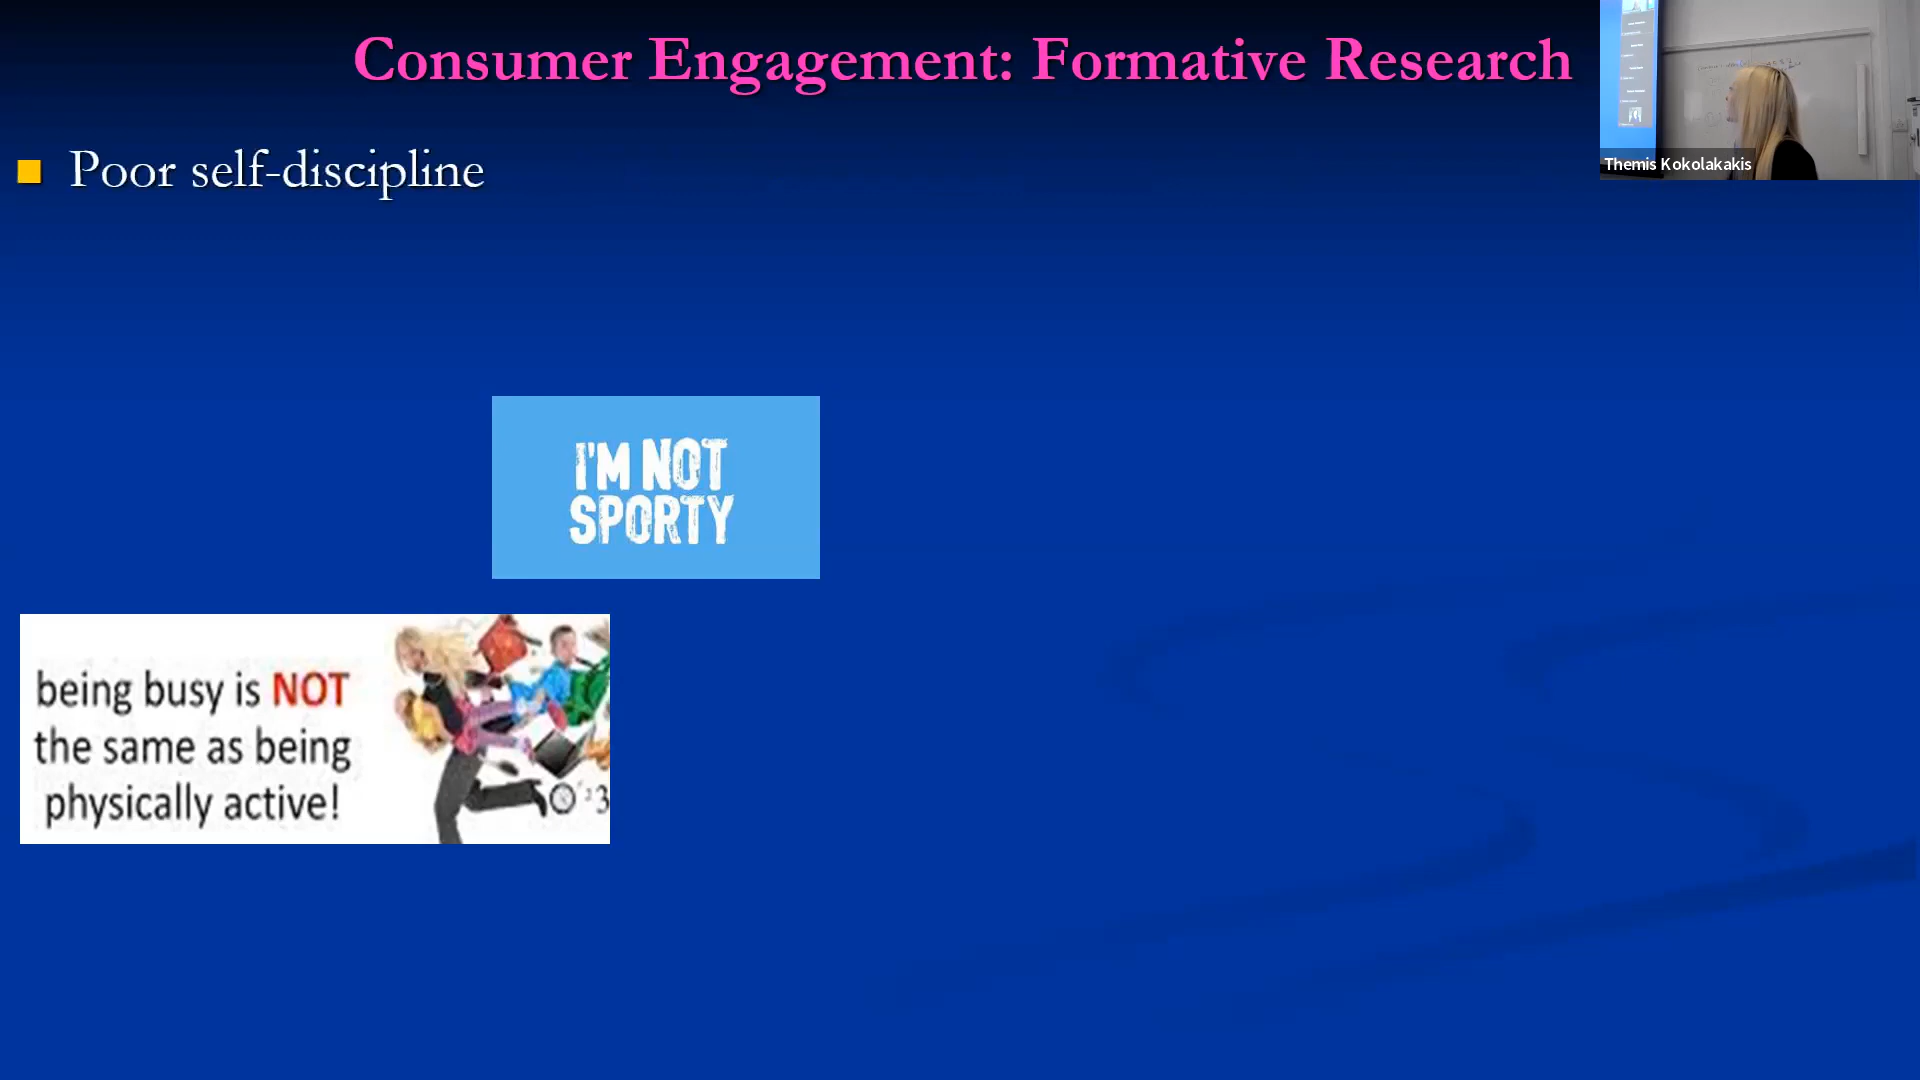 Consumer Engagement: Formative Research
Themis Kokolakakis
Poor self-discipline
I'M NOT
SPORTY
being busy is NOT
the same as being
physically active!